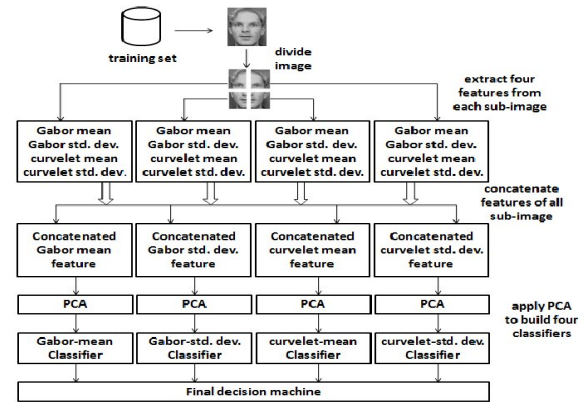 training set
divide
image
extract four
features from
each sub-image
Gabor mean
Gabor std. dev.
curvelet mean
curvelet std. dev.
Gabor mean
Gabor std. dev.
curvelet mean
curvelet std. dev.
Gabor mean
Gabor std. dev.
curvelet mean
curvelet std. dev.
Gabor mean
Gabor std. dev.
curvelet mean
curvelet std. dev.
concatenate
features of all
sub-image
Concatenated
Gabor mean
feature
Concatenated
Gabor std. dev.
feature
Concatenated
curvelet mean
feature
Concatenated
curvelet std. dev.
feature
PCA
PCA
PCA
PCA
apply PCA
to build four
classifiers
Gabor-mean
Classifier
Gabor-std. dev.
Classifier
curvelet-mean
Classifier
curvelet-std. dev.
Classifier
Final decision machine